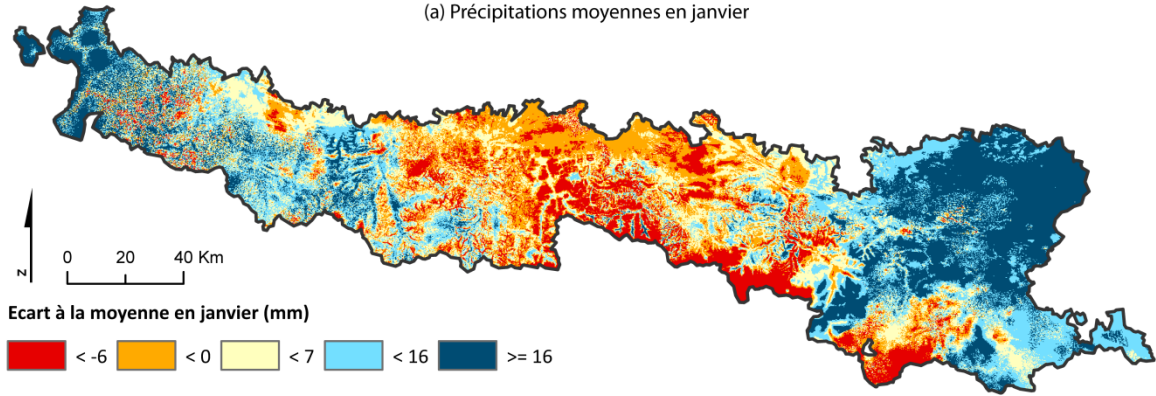 (a) Précipitations moyennes en janvier
z
0 20 40 Km
Ecart à la moyenne en janvier (mm)
< -6 < 0 < 7 < 16 >= 16